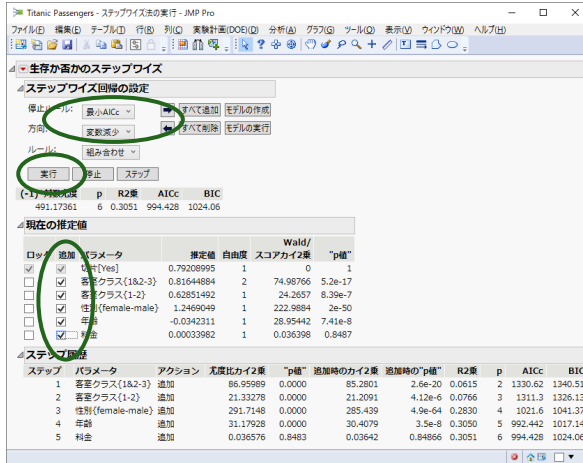 Titanic Passengers - ステップワイズ法の実行 - JMP Pro
ファイル(F) 編集(E) テーブル(T) 行(R) 列(C) 実験計画(DOE)(D) 分析(A) グラフ(G) ツール(O) 表示(V) ウィンドウ(W) ヘルプ(H)
生存か否かのステップワイズ
ステップワイズ回帰の設定
停止ルール: 最小AICc すべて追加 モデルの作成
方向: 変数減少 すべて削除 モデルの実行
ルール: 組み合わせ
実行 停止 ステップ
(-1)*対数尤度 p R2乗 AICc BIC
491.17361 6 0.3051 994.428 1024.06
現在の推定値
Wald/
ロック 追加 パラメータ 推定値 自由度 スコアカイ2乗 "p値"
切片[Yes] 0.79208995 1 0 1
客室クラス{1&2-3} 0.81644884 2 74.98766 5.2e-17
客室クラス{1-2} 0.62851492 1 24.2657 8.39e-7
性別{female-male} 1.2469049 1 222.9884 2e-50
年齢 -0.0342311 1 28.95442 7.41e-8
料金 0.00033982 1 0.036398 0.8487
ステップ履歴
ステップ パラメータ アクション 尤度比カイ2乗 "p値" 追加時のカイ2乗 追加時の"p値" R2乗 p AICc BIC
1 客室クラス{1&2-3} 追加 86.95989 0.0000 85.2801 2.6e-20 0.0615 2 1330.62 1340.51
2 客室クラス{1-2} 追加 21.33278 0.0000 21.2091 4.12e-6 0.0766 3 1311.3 1326.13
3 性別{female-male} 追加 291.7148 0.0000 285.439 4.9e-64 0.2830 4 1021.6 1041.37
4 年齢 追加 31.17928 0.0000 30.4079 3.5e-8 0.3050 5 992.442 1017.14
5 料金 追加 0.036576 0.8483 0.03642 0.84866 0.3051 6 994.428 1024.06